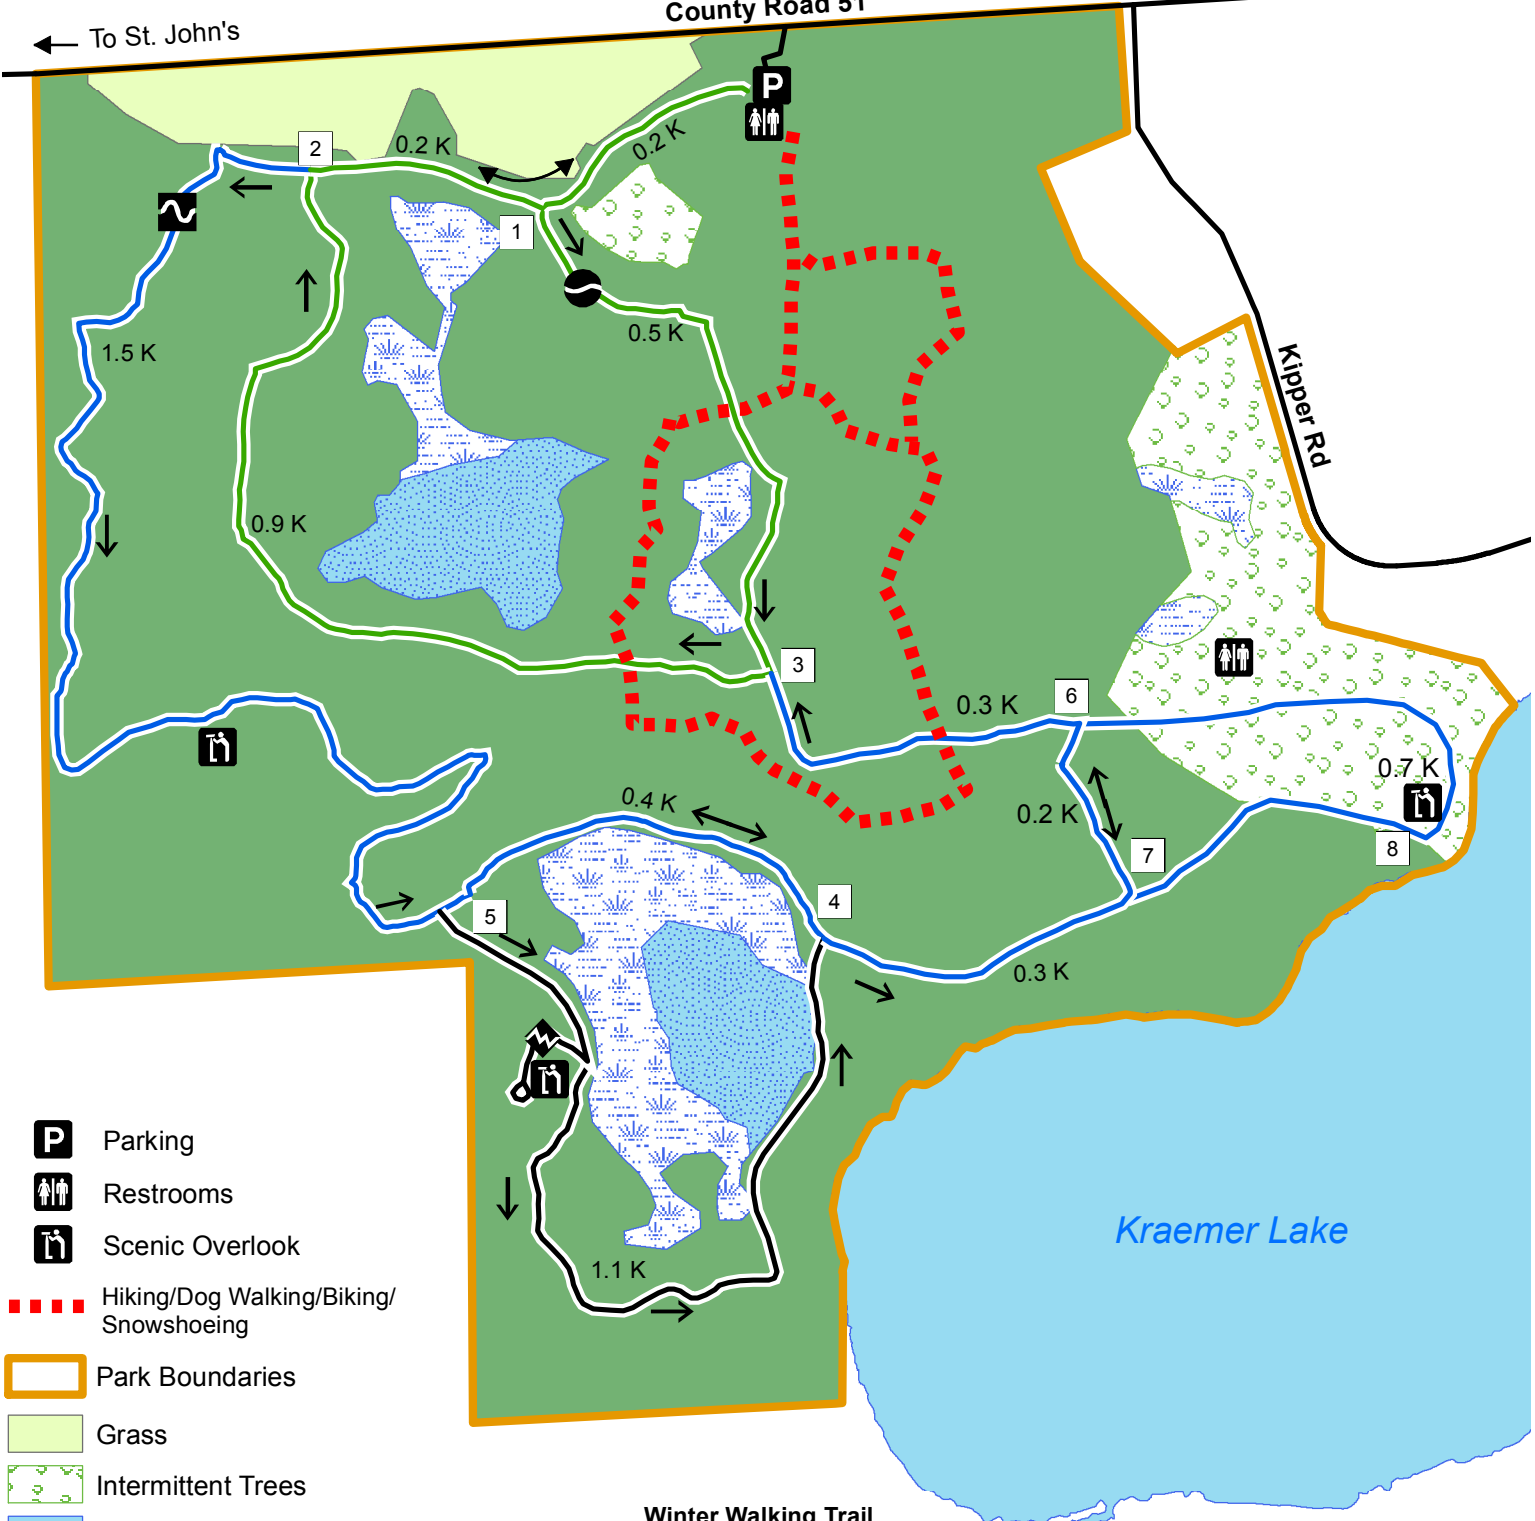 County Road 51
To St. John's
P
2
0.2 K
0.2 K
1
0.5 K
1.5 K
Kipper Rd
0.9 K
3
6
0.3 K
0.7 K
0.4 K
0.2 K
7
8
4
5
0.3 K
P Parking
Restrooms
Kraemer Lake
Scenic Overlook
1.1 K
Hiking/Dog Walking/Biking/
Snowshoeing
Park Boundaries
Grass
Intermittent Trees
Winter Walking Trail